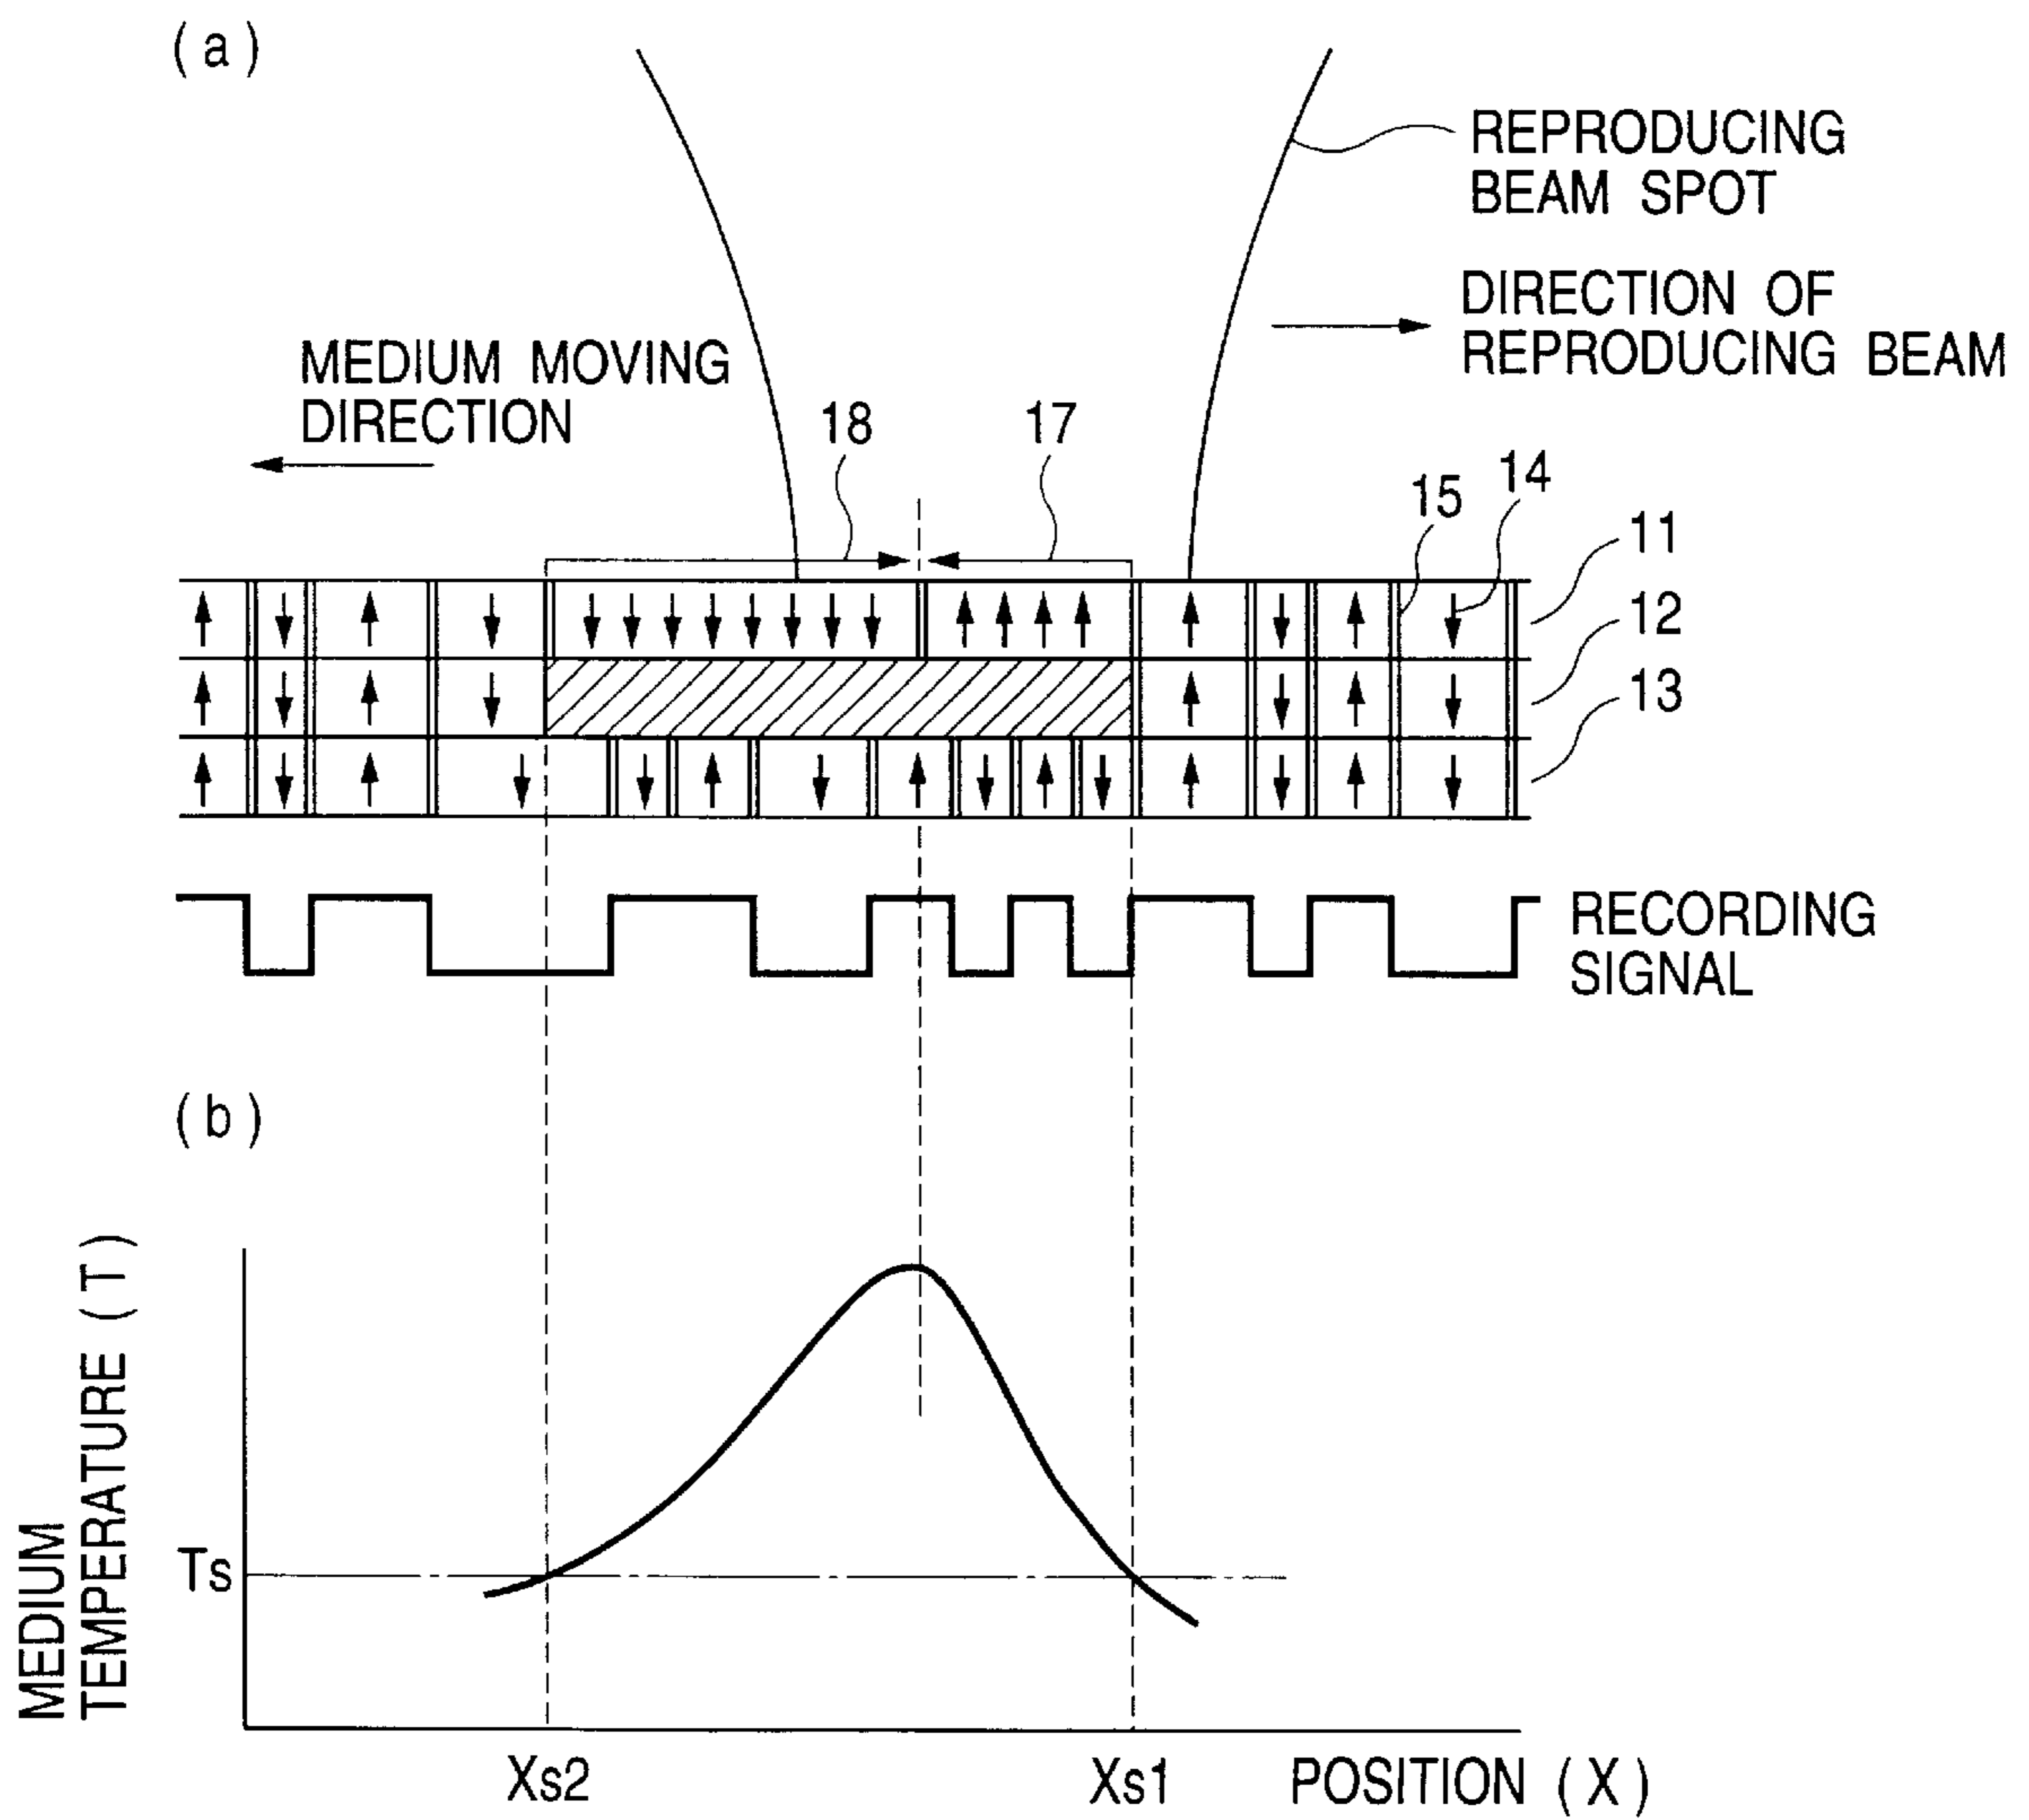 (a)
REPRODUCING
BEAM SPOT
DIRECTION OF
REPRODUCING BEAM
MEDIUM MOVING
DIRECTION
18
17
15
14
11
12
13
RECORDING
SIGNAL
(b)
MEDIUM
TEMPERATURE (T)
Ts
Xs2
Xs1
POSITION (X)